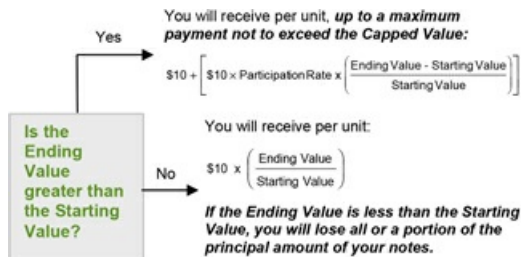 You will receive per unit, up to a maximum
payment not to exceed the Capped Value:
Yes
$10 + [ $10 × Participation Rate x ( Ending Value - Starting Value
Starting Value ) ]
Is the
Ending
Value
greater than
the Starting
Value?
No
You will receive per unit:
$10 x ( Ending Value
Starting Value )
If the Ending Value is less than the Starting
Value, you will lose all or a portion of the
principal amount of your notes.